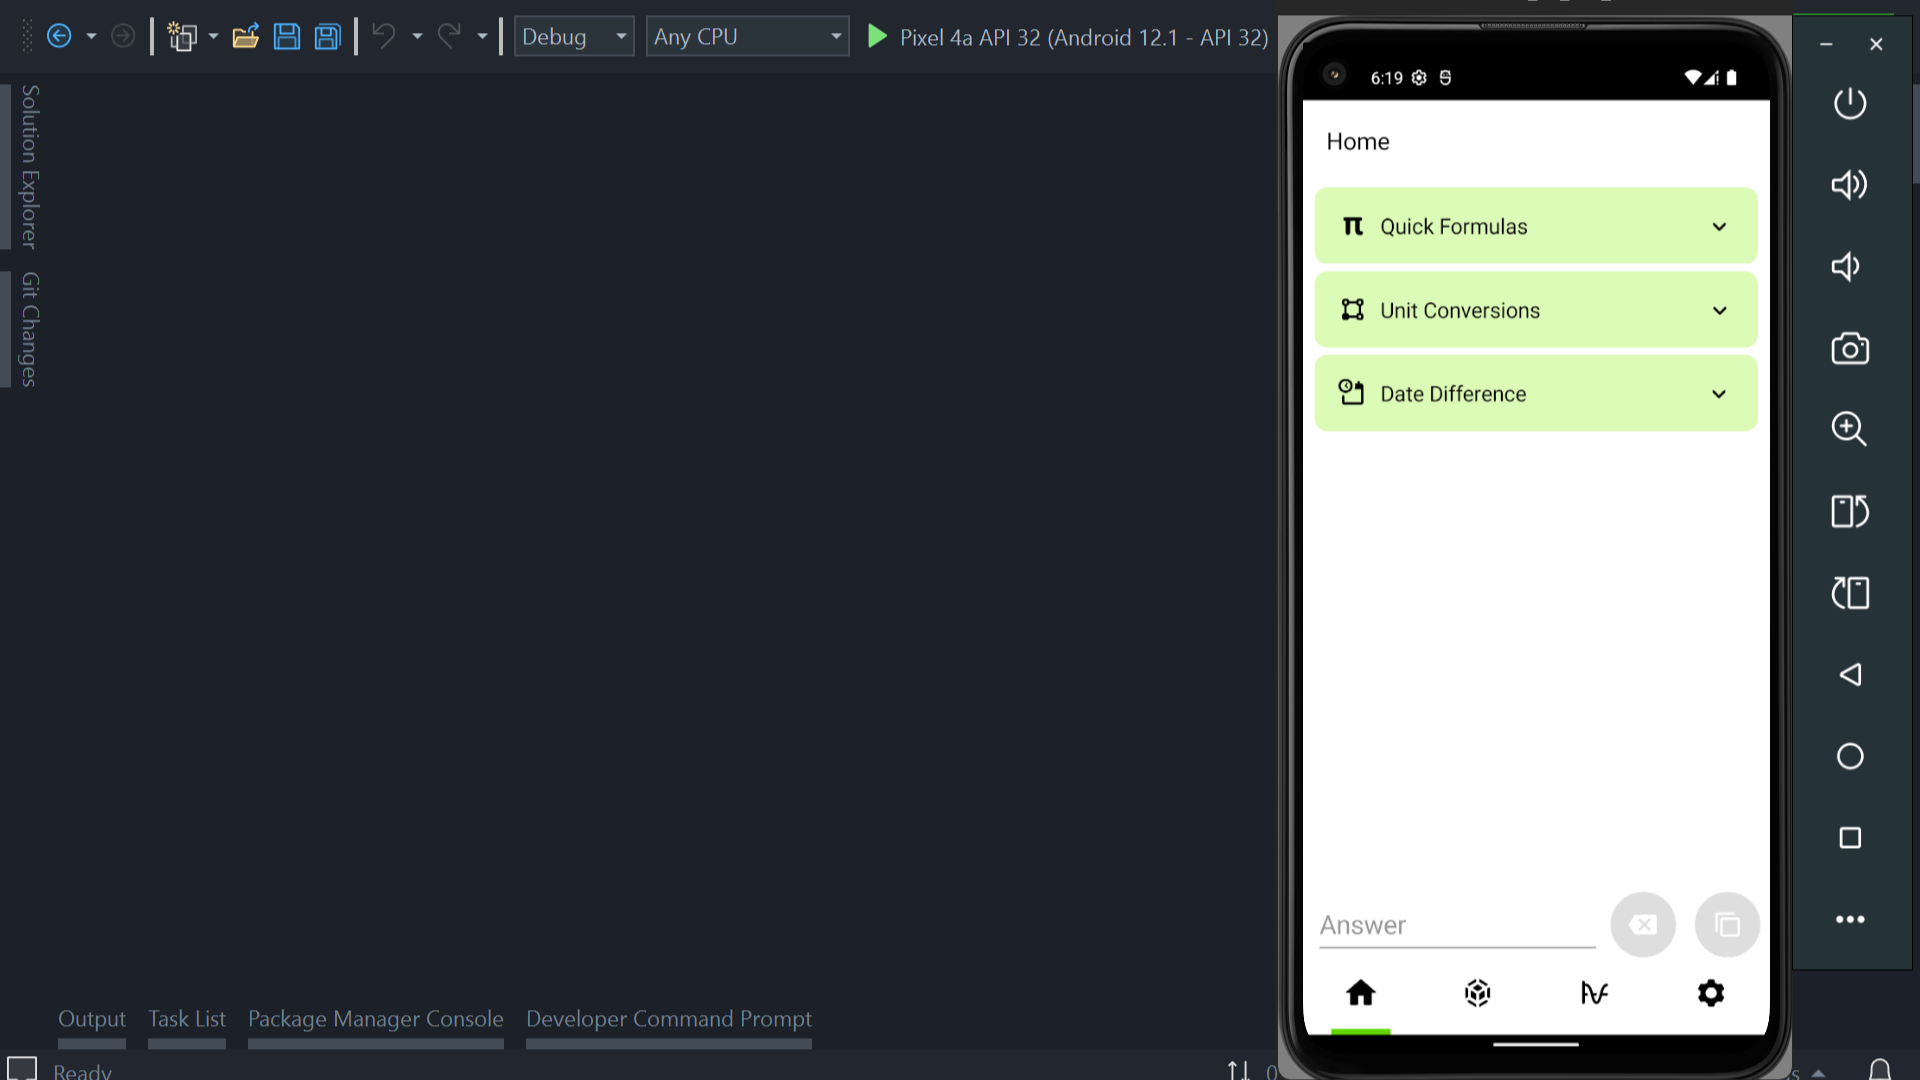 Debug
Any CPU
Pixel 4a API 32 (Android 12.1 - API 32)
Solution Explorer
Git Changes
6:19
Home
Quick Formulas
Unit Conversions
Date Difference
Answer
Output
Task List
Package Manager Console
Developer Command Prompt
Ready
0